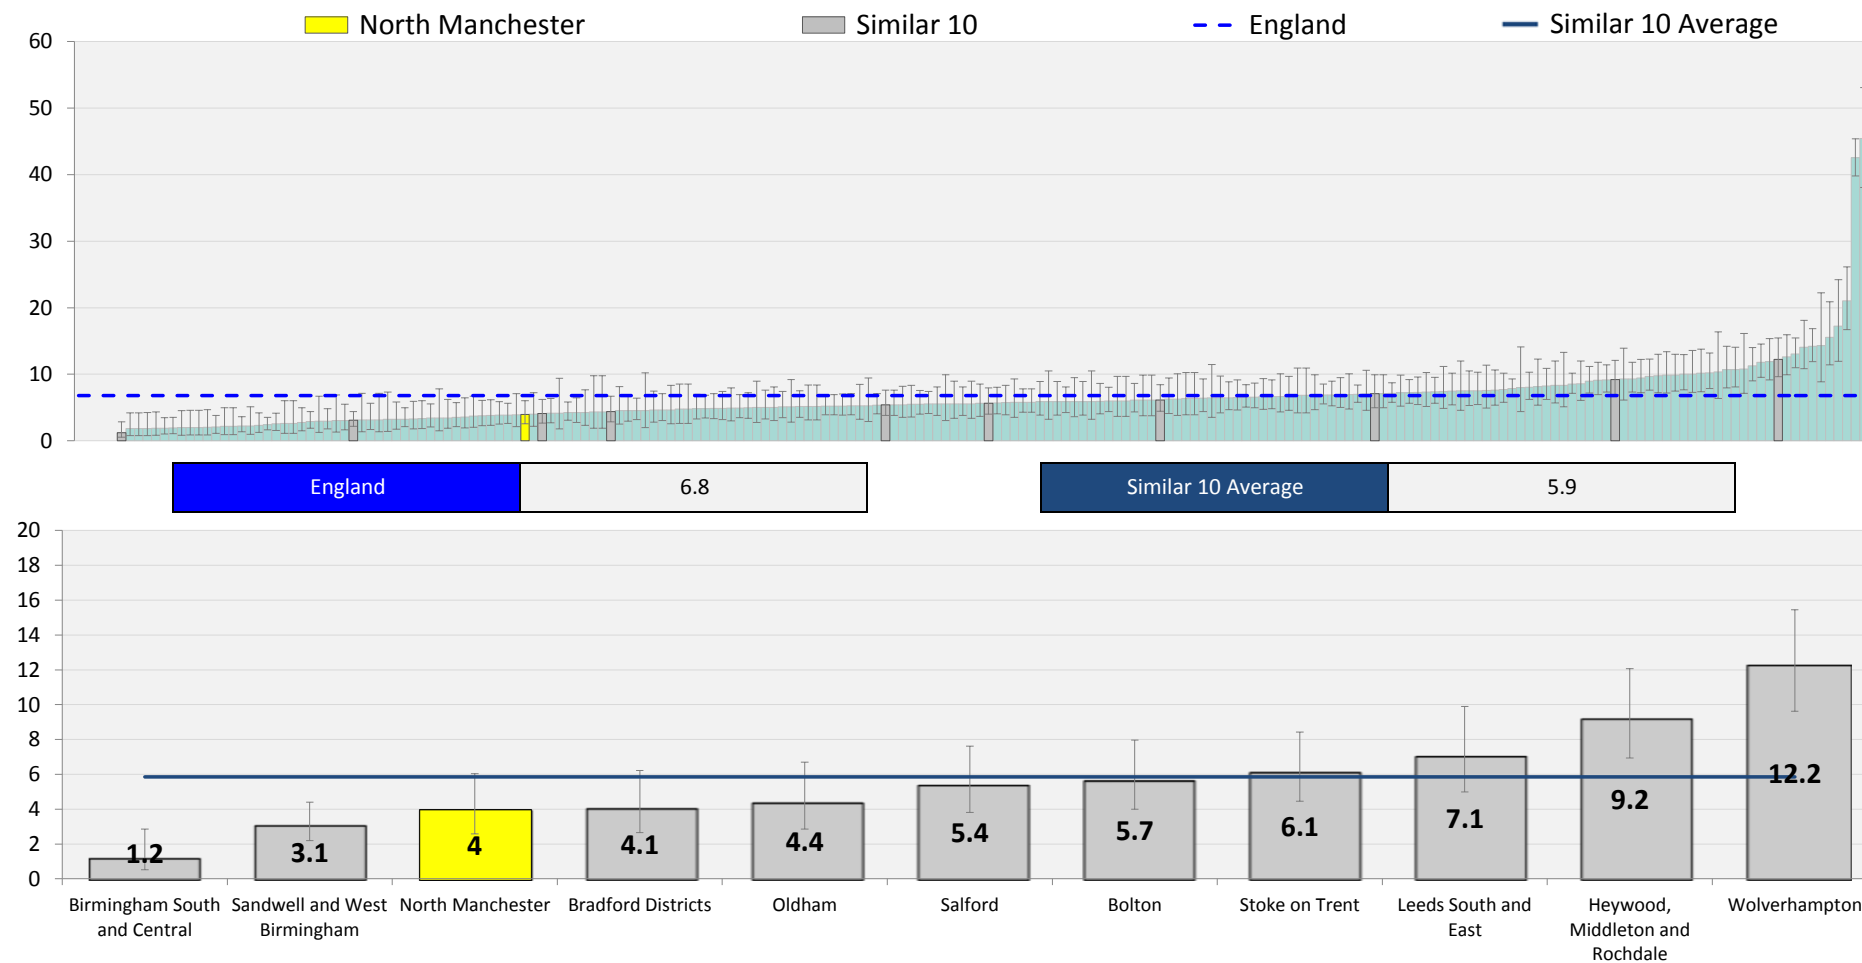 North Manchester
Similar 10
England
Similar 10 Average
60
50
40
30
20
10
0
England
6.8
Similar 10 Average
5.9
20
18
16
14
12
10
8
6
4
2
0
1.2
3.1
4
4.1
4.4
5.4
5.7
6.1
7.1
9.2
12.2
Birmingham South
and Central
Sandwell and West
Birmingham
North Manchester
Bradford Districts
Oldham
Salford
Bolton
Stoke on Trent
Leeds South and
East
Heywood,
Middleton and
Rochdale
Wolverhampton